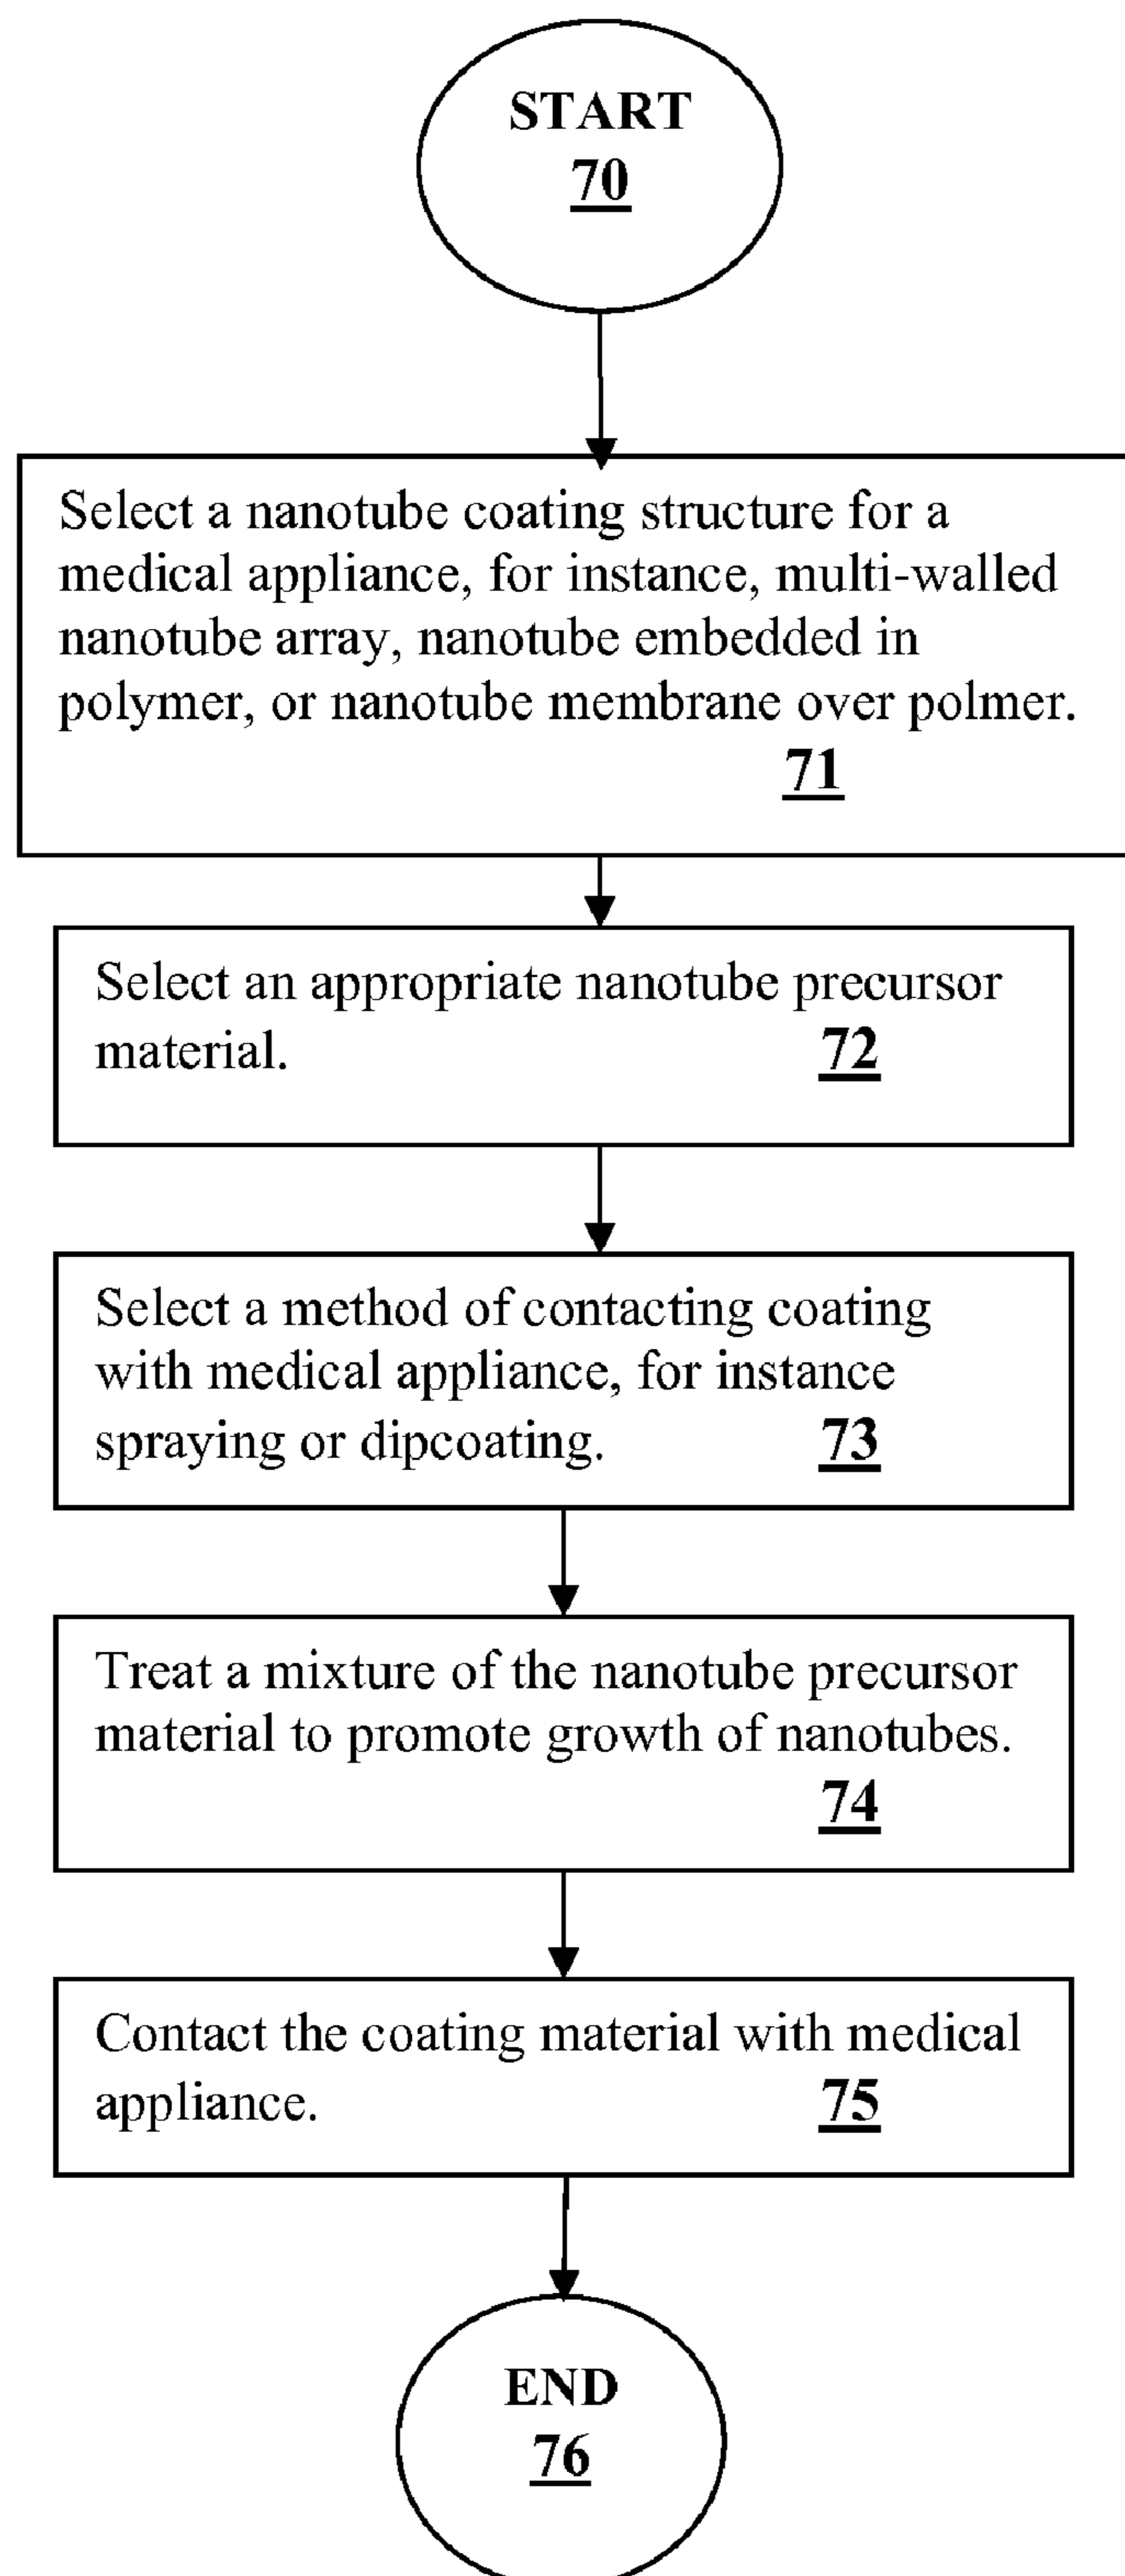 START
70
Select a nanotube coating structure for a
medical appliance, for instance, multi-walled
nanotube array, nanotube embedded in
polymer, or nanotube membrane over polmer.
71
Select an appropriate nanotube precursor
material. 72
Select a method of contacting coating
with medical appliance, for instance
spraying or dipcoating. 73
Treat a mixture of the nanotube precursor
material to promote growth of nanotubes.
74
Contact the coating material with medical
appliance. 75
END
76